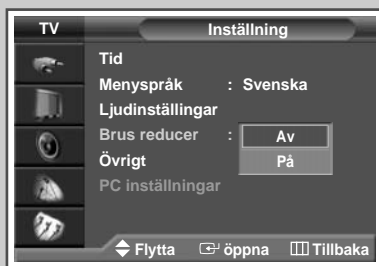 TV Inställning
Tid
Menyspråk : Svenska
Ljudinställingar
Brus reducer : Av
Övrigt På
PC inställningar
Flytta öppna Tillbaka